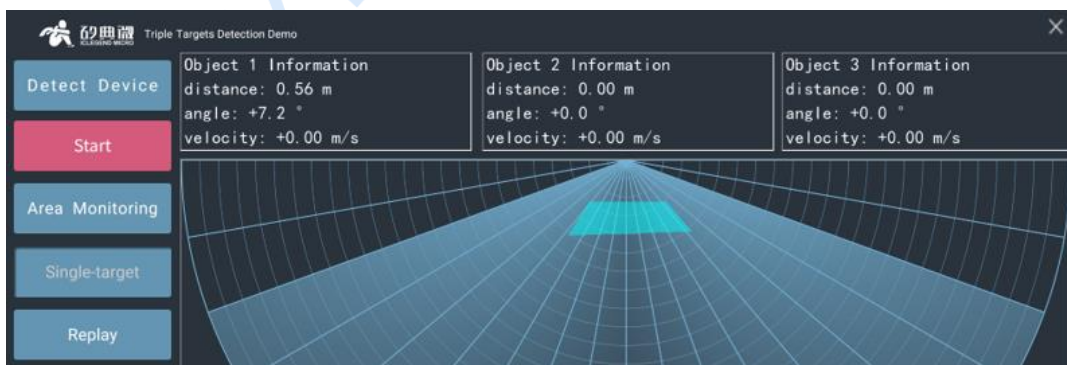 矽典微 Triple Targets Detection Demo
ICLEGEND MICRO
Detect Device
Start
Area Monitoring
Single-target
Replay
Object 1 Information
distance: 0.56 m
angle: +7.2 °
velocity: +0.00 m/s
Object 2 Information
distance: 0.00 m
angle: +0.0 °
velocity: +0.00 m/s
Object 3 Information
distance: 0.00 m
angle: +0.0 °
velocity: +0.00 m/s